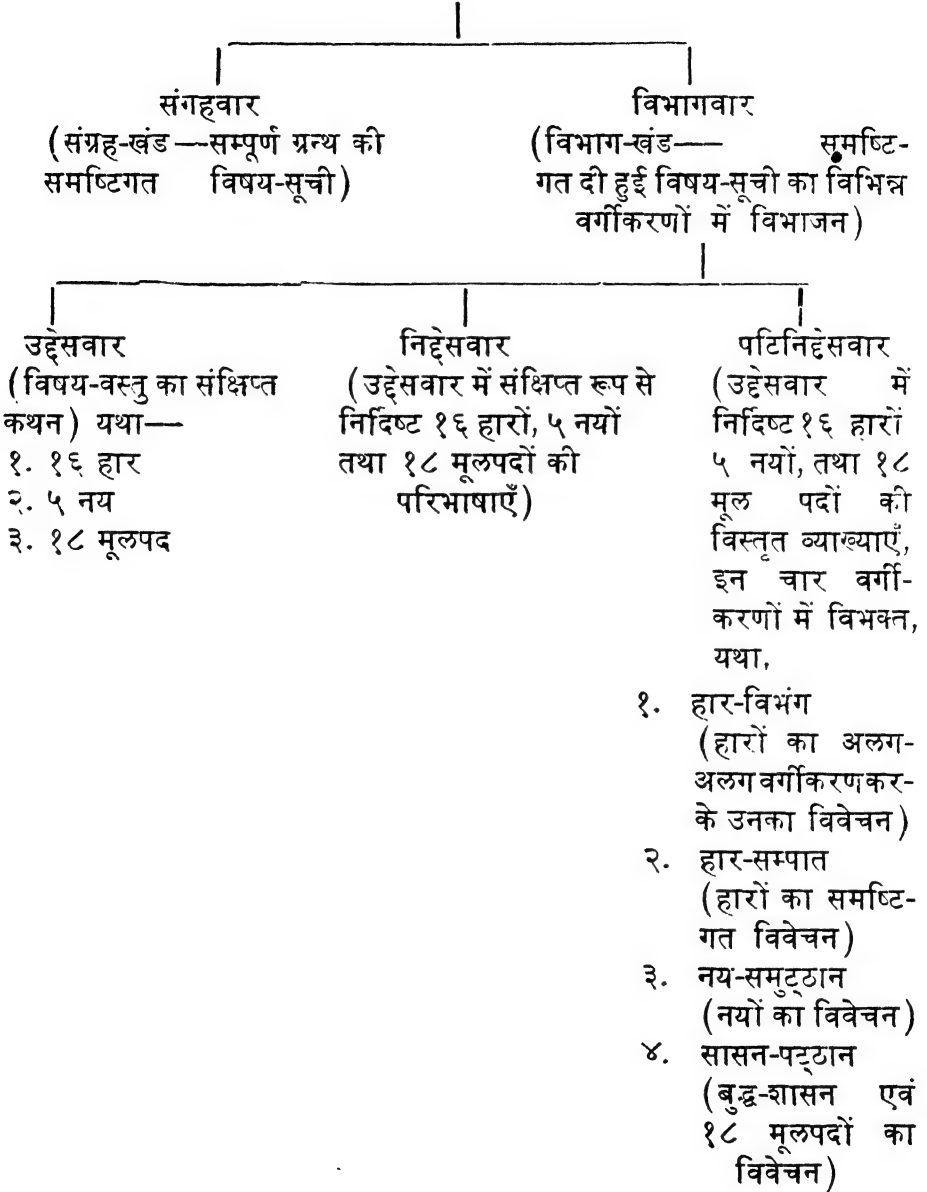 संगहवार
(संग्रह-खंड—सम्पूर्ण ग्रन्थ की
समष्टिगत विषय-सूची)
विभागवार
(विभाग-खंड— समष्टि-
गत दी हुई विषय-सूची का विभिन्न
वर्गीकरणों में विभाजन)
उद्देसवार
(विषय-वस्तु का संक्षिप्त
कथन) यथा—
१. १६ हार
२. ५ नय
३. १८ मूलपद
निद्देसवार
(उद्देसवार में संक्षिप्त रूप से
निर्दिष्ट १६ हारों, ५ नयों
तथा १८ मूलपदों की
परिभाषाएँ)
पटिनिद्देसवार
(उद्देसवार में
निर्दिष्ट १६ हारों
५ नयों, तथा १८
मूल पदों की
विस्तृत व्याख्याएँ,
इन चार वर्गी-
करणों में विभक्त,
यथा,
१. हार-विभंग
(हारों का अलग-
अलग वर्गीकरण कर-
के उनका विवेचन)
२. हार-सम्पात
(हारों का समष्टि-
गत विवेचन)
३. नय-समुट्ठान
(नयों का विवेचन)
४. सासन-पट्ठान
(बुद्ध-शासन एवं
१८ मूलपदों का
विवेचन)